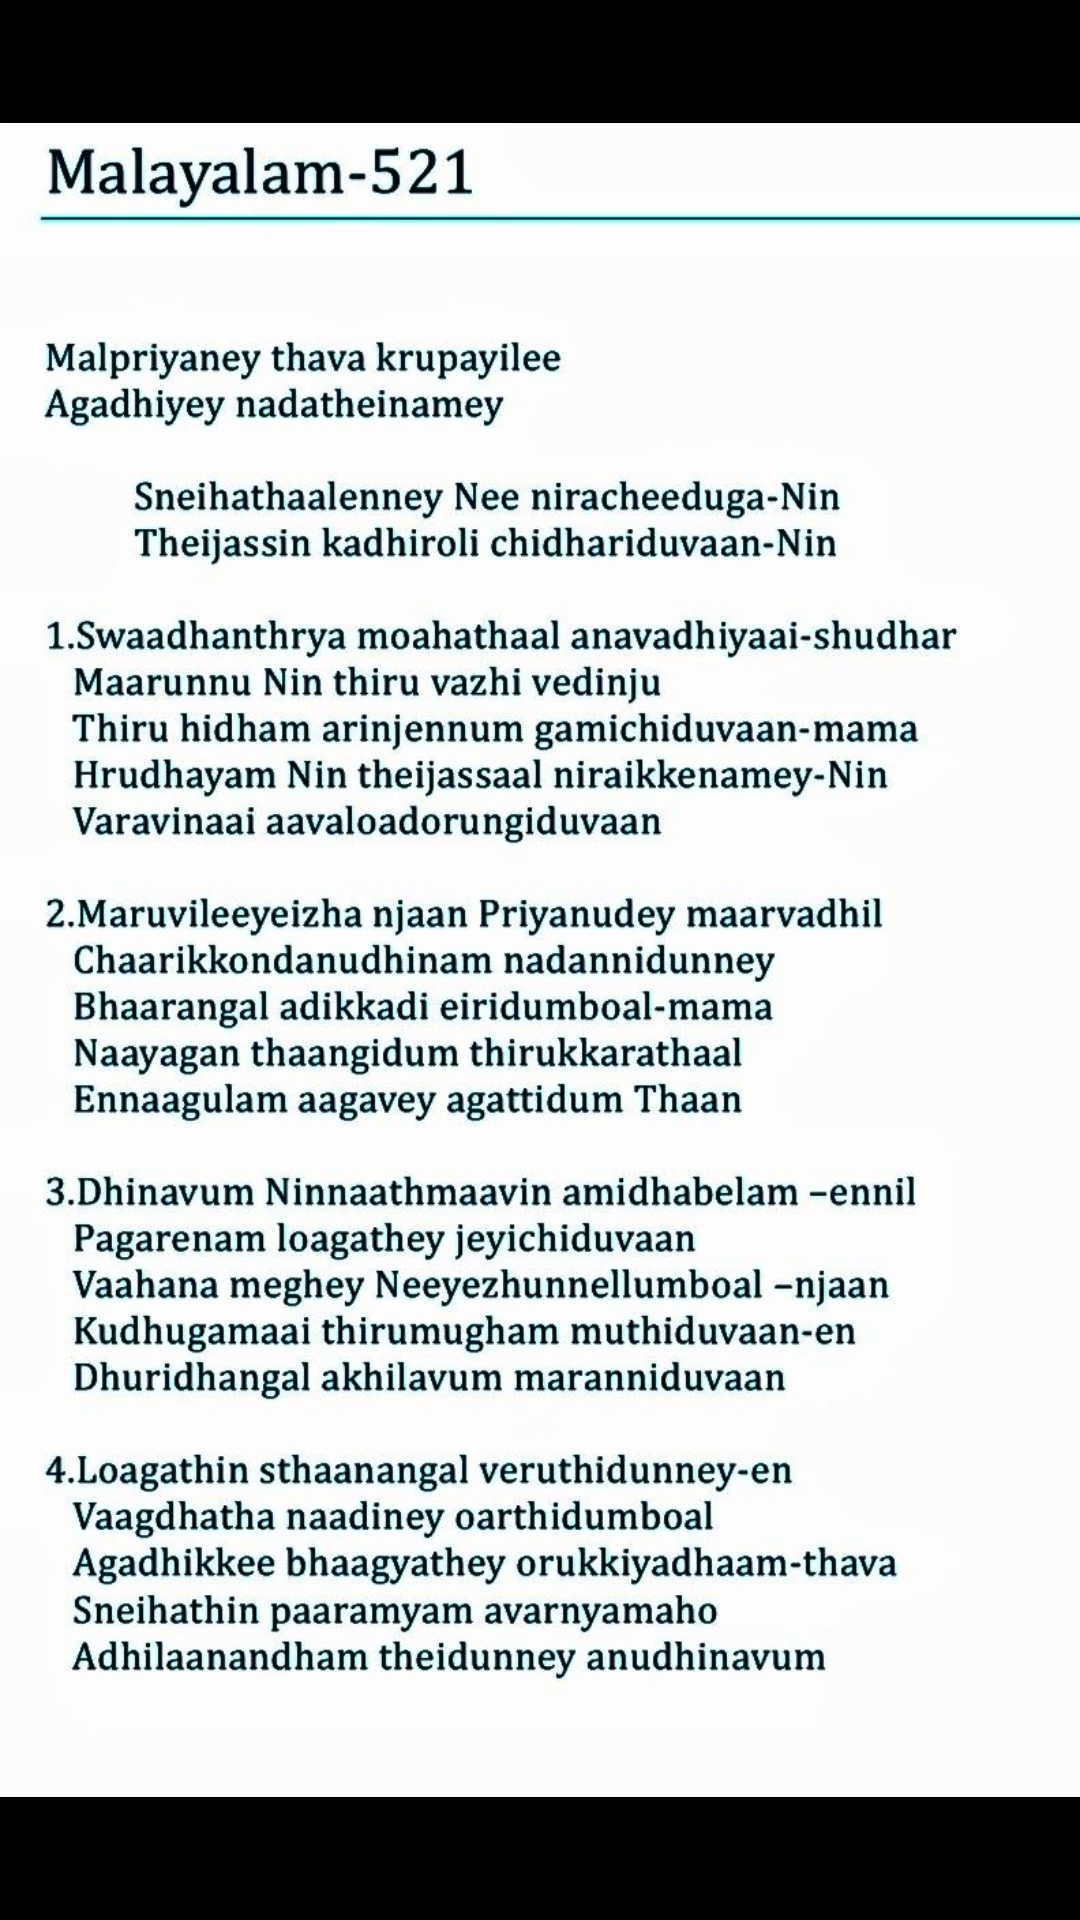 Malayalam-521
Malpriyaney thava krupayilee
Agadhiyey nadatheinamey
Sneihathaalenney Nee niracheeduga-Nin
Theijassin kadhiroli chidhariduvaan-Nin
1.Swaadhanthrya moahathaal anavadhiyaai-shudhar
Maarunnu Nin thiru vazhi vedinju
Thiru hidham arinjennum gamichiduvaan-mama
Hrudhayam Nin theijassaal niraikkenamey-Nin
Varavinaai aavaloadorungiduvaan
2.Maruvileeyeizha njaan Priyanudey maarvadhil
Chaarikkondanudhinam nadannidunney
Bhaarangal adikkadi eiridumboal-mama
Naayagan thaangidum thirukkarathaal
Ennaagulam aagavey agattidum Thaan
3.Dhinavum Ninnaathmaavin amidhabelam –ennil
Pagarenam loagathey jeyichiduvaan
Vaahana meghey Neeyezhunnellumboal –njaan
Kudhugamaai thirumugham muthiduvaan-en
Dhuridhangal akhilavum maranniduvaan
4.Loagathin sthaanangal veruthidunney-en
Vaagdhatha naadiney oarthidumboal
Agadhikkee bhaagyathey orukkiyadhaam-thava
Sneihathin paaramyam avarnyamaho
Adhilaanandham theidunney anudhinavum